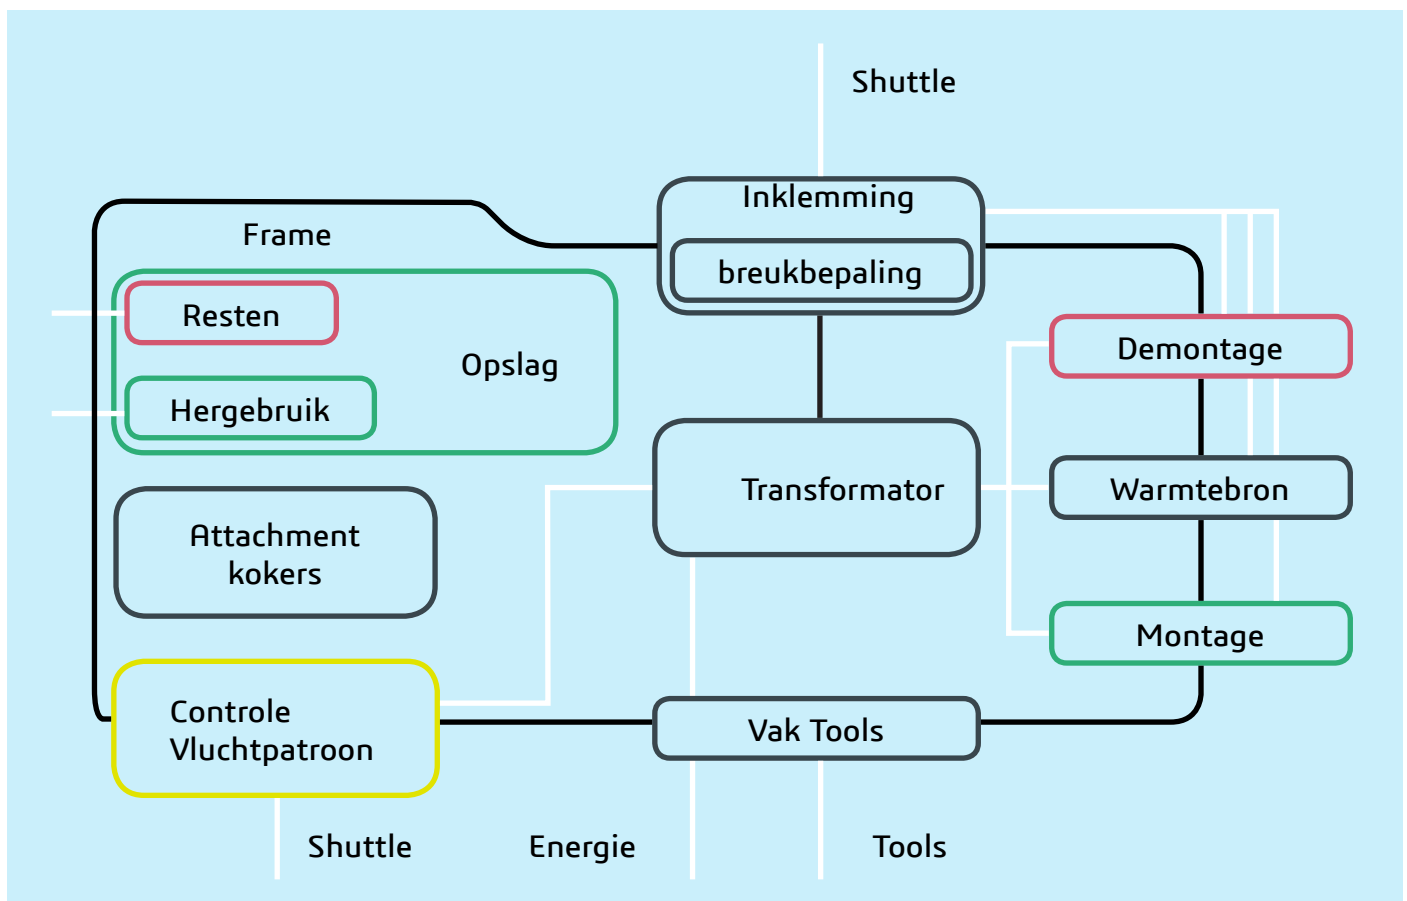 Shuttle
Inklemming
Frame
breukbepaling
Resten
Opslag
Demontage
Hergebruik
Transformator
Warmtebron
Attachment
kokers
Montage
Controle
Vluchtpatroon
Vak Tools
Shuttle
Energie
Tools